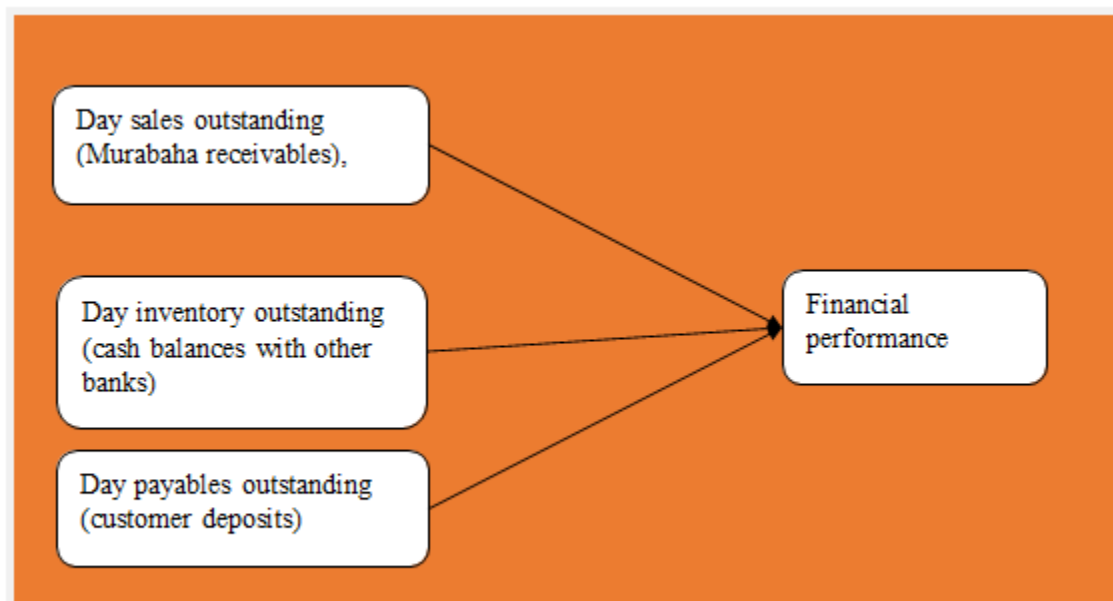 Day sales outstanding
(Murabaha receivables),
Day inventory outstanding
(cash balances with other
banks)
Day payables outstanding
(customer deposits)
Financial
performance